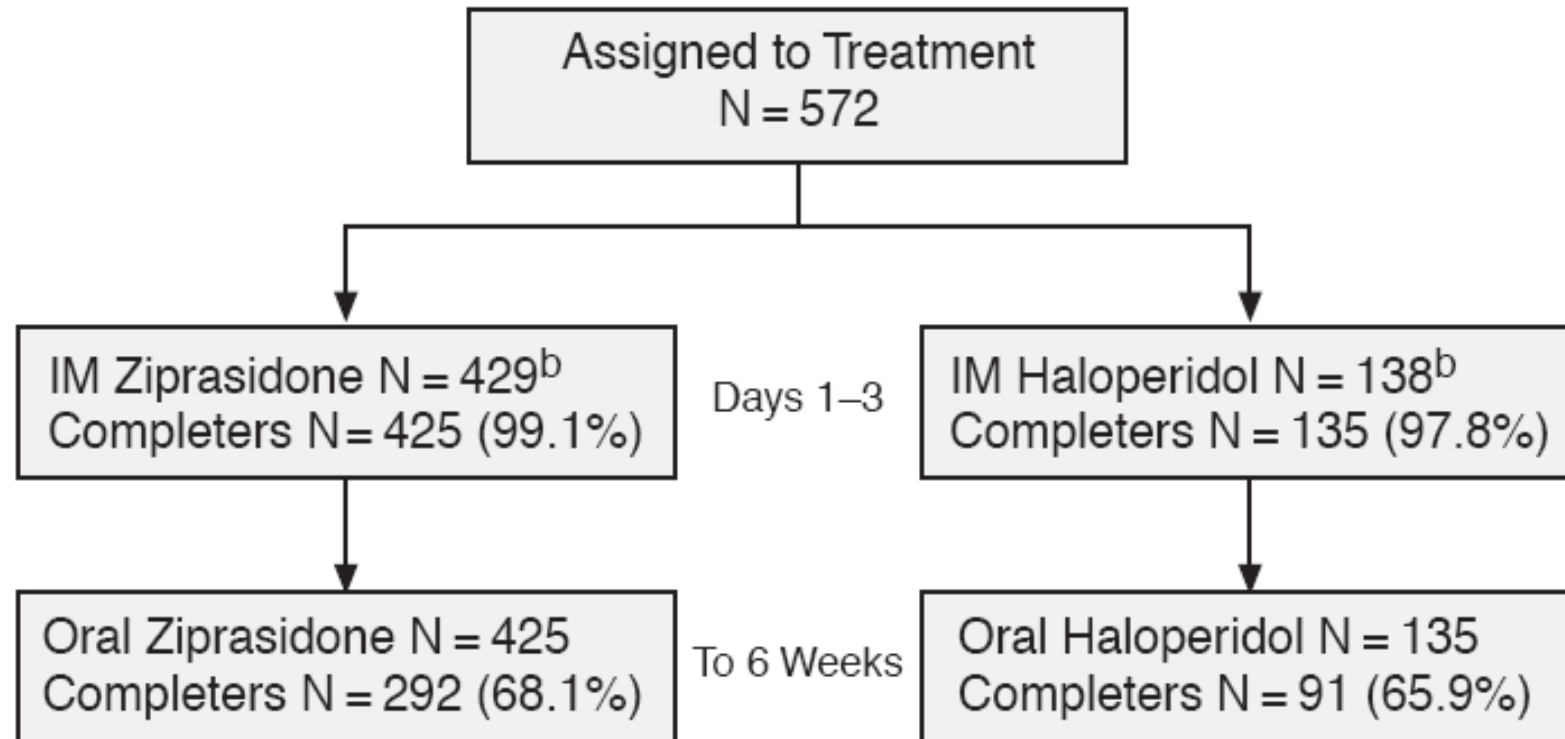 Assigned to Treatment
N = 572
IM Ziprasidone N = 429b
Completers N = 425 (99.1%)
Days 1–3
IM Haloperidol N = 138b
Completers N = 135 (97.8%)
Oral Ziprasidone N = 425
Completers N = 292 (68.1%)
To 6 Weeks
Oral Haloperidol N = 135
Completers N = 91 (65.9%)